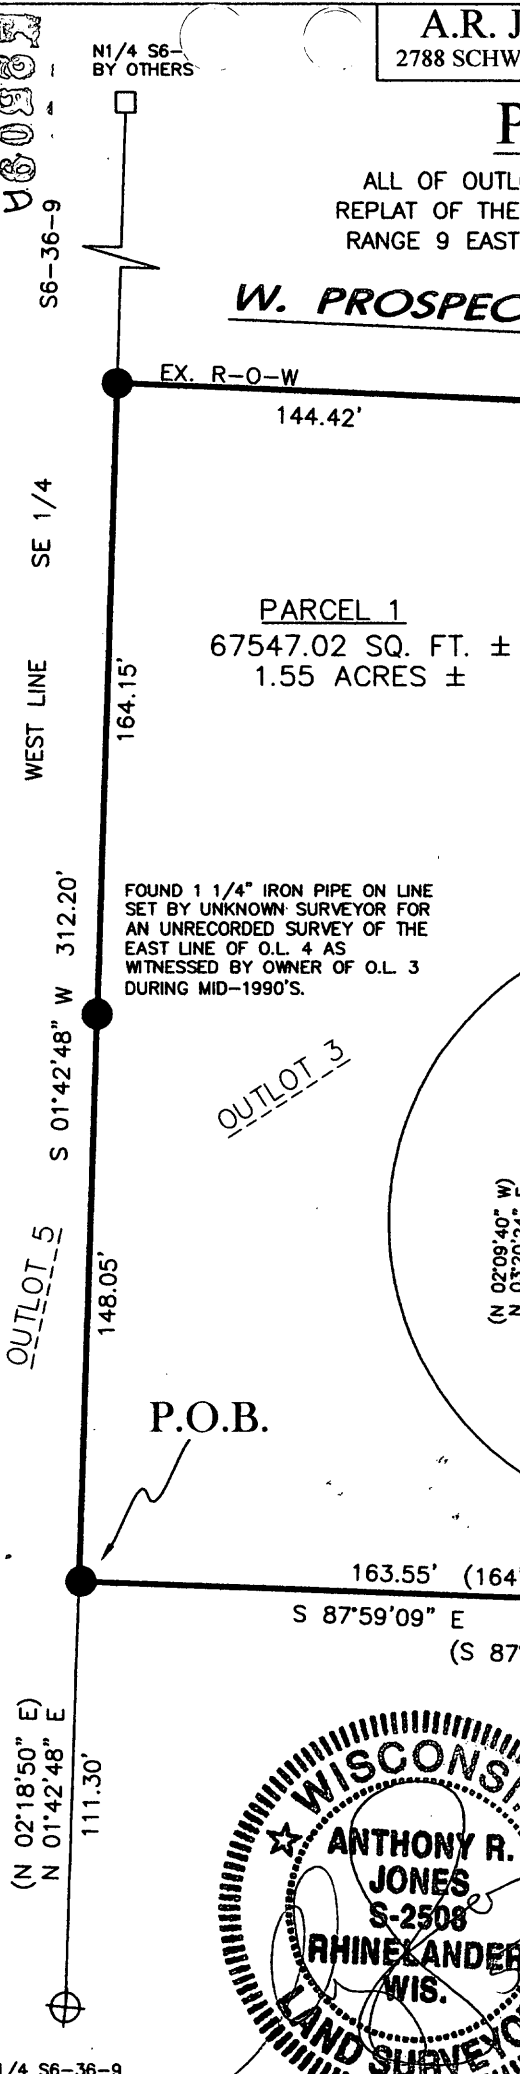 A.R. J
2788 SCHW
N1/4 S6-
BY OTHERS
P
ALL OF OUTL
REPLAT OF THE
RANGE 9 EAST
S6-36-9
W. PROSPEC
EX. R-O-W
144.42'
WEST LINE SE 1/4
164.15'
PARCEL 1
67547.02 SQ. FT. ±
1.55 ACRES ±
FOUND 1 1/4" IRON PIPE ON LINE
SET BY UNKNOWN SURVEYOR FOR
AN UNRECORDED SURVEY OF THE
EAST LINE OF O.L. 4 AS
WITNESSED BY OWNER OF O.L. 3
DURING MID-1990'S.
S 01°42'48" W 312.20'
OUTLOT 3
(N 02°09'40" W)
N 03°20'24" E
OUTLOT 5
148.05'
P.O.B.
163.55' (164'
S 87°59'09" E
(S 87°
(N 02°18'50" E)
N 01°42'48" E
111.30'
WISCONSI
ANTHONY R.
JONES
S-2508
RHINELANDER
WIS.
LAND SURVEYO
1/4 S6-36-9